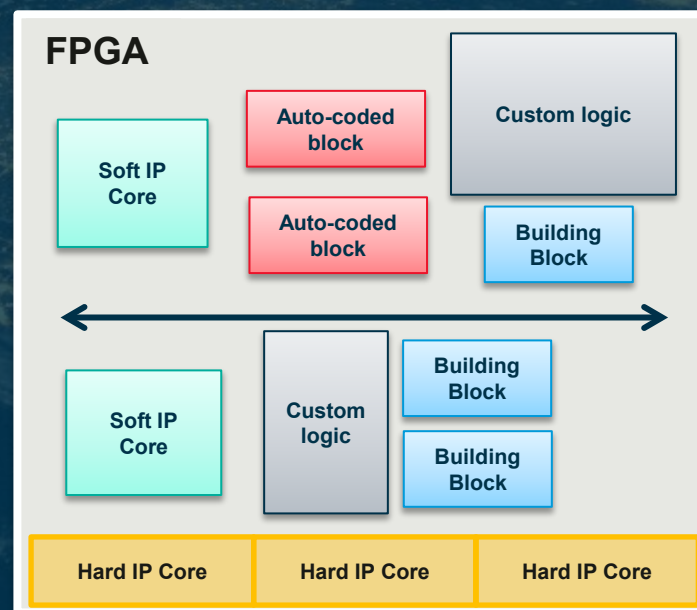 FPGA
Soft IP
Core
Auto-coded
block
Custom logic
Auto-coded
block
Building
Block
Soft IP
Core
Custom
logic
Building
Block
Building
Block
Hard IP Core
Hard IP Core
Hard IP Core